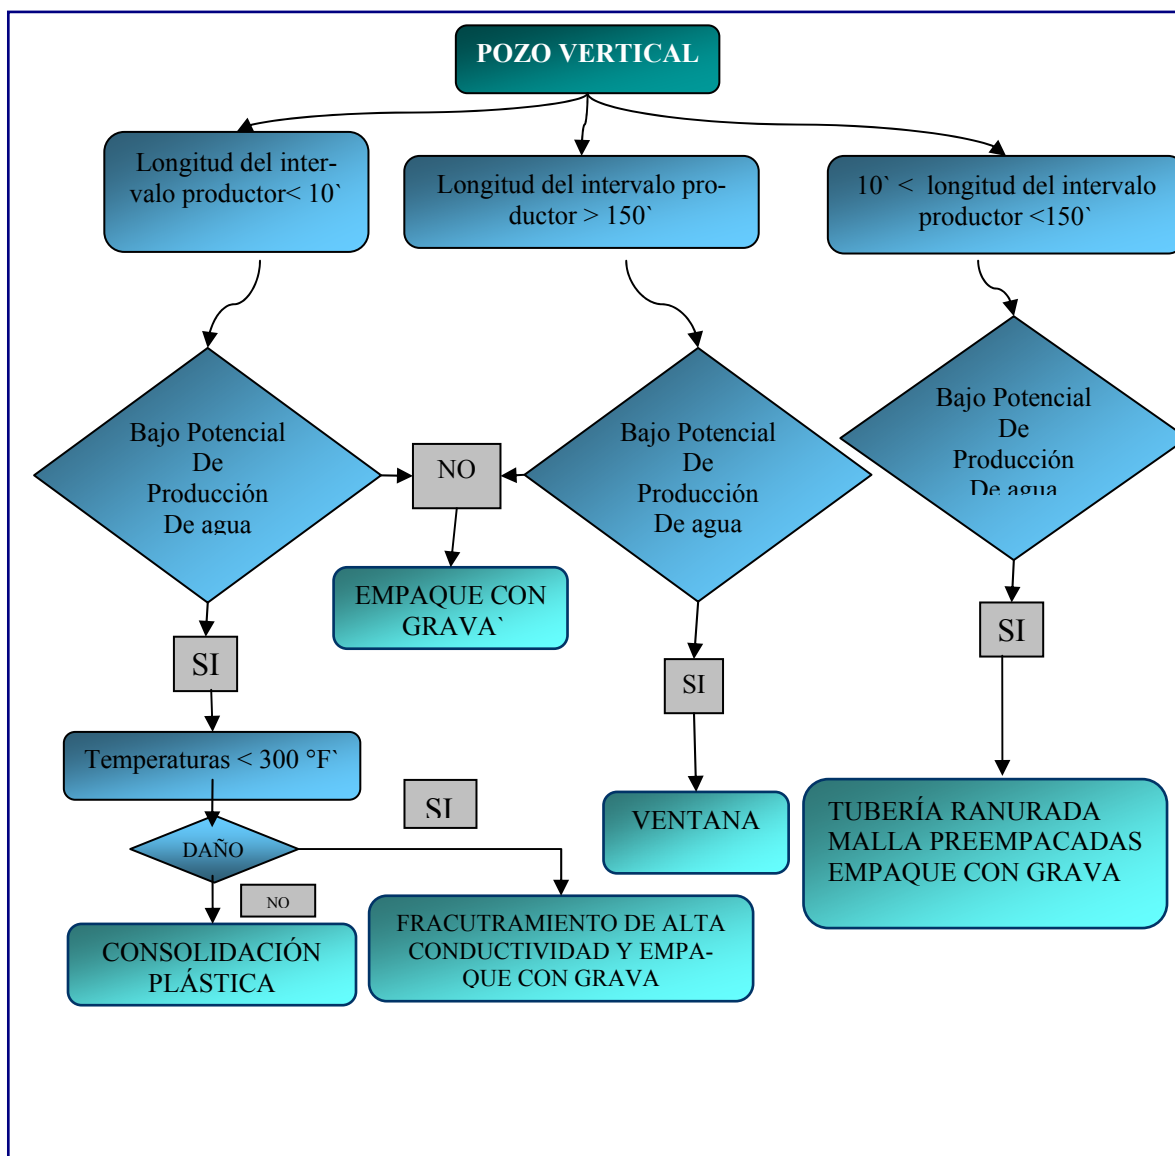 POZO VERTICAL
Longitud del inter-
valo productor< 10`
Longitud del intervalo pro-
ductor > 150`
10` < longitud del intervalo
productor <150`
Bajo Potencial
De
Producción
De agua
NO
Bajo Potencial
De
Producción
De agua
Bajo Potencial
De
Producción
De agua
EMPAQUE CON
GRAVA`
SI
SI
SI
Temperaturas < 300 °F`
SI
DAÑO
NO
VENTANA
TUBERÍA RANURADA
MALLA PREEMPACADAS
EMPAQUE CON GRAVA
CONSOLIDACIÓN
PLÁSTICA
FRACUTRAMIENTO DE ALTA
CONDUCTIVIDAD Y EMPA-
QUE CON GRAVA